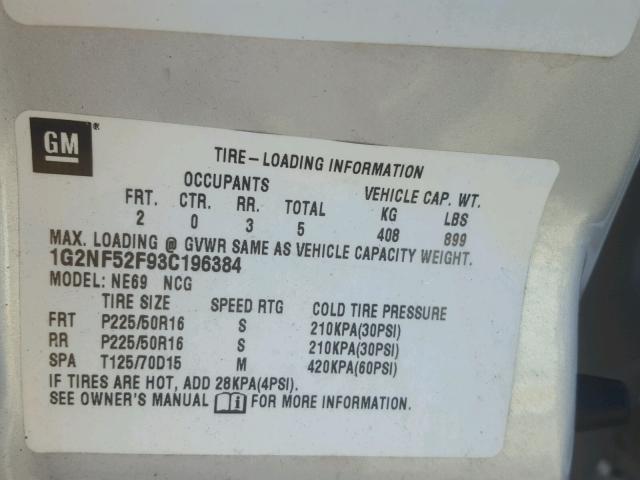 GM ®
TIRE-LOADING INFORMATION
OCCUPANTS VEHICLE CAP. WT.
FRT. CTR. RR. TOTAL KG LBS
2 0 3 5 408 899
MAX. LOADING @ GVWR SAME AS VEHICLE CAPACITY WEIGHT.
1G2NF52F93C196384
MODEL: NE69 NCG
TIRE SIZE SPEED RTG COLD TIRE PRESSURE
FRT P225/50R16 S 210KPA(30PSI)
RR P225/50R16 S 210KPA(30PSI)
SPA T125/70D15 M 420KPA(60PSI)
IF TIRES ARE HOT, ADD 28KPA(4PSI).
SEE OWNER'S MANUAL i FOR MORE INFORMATION.